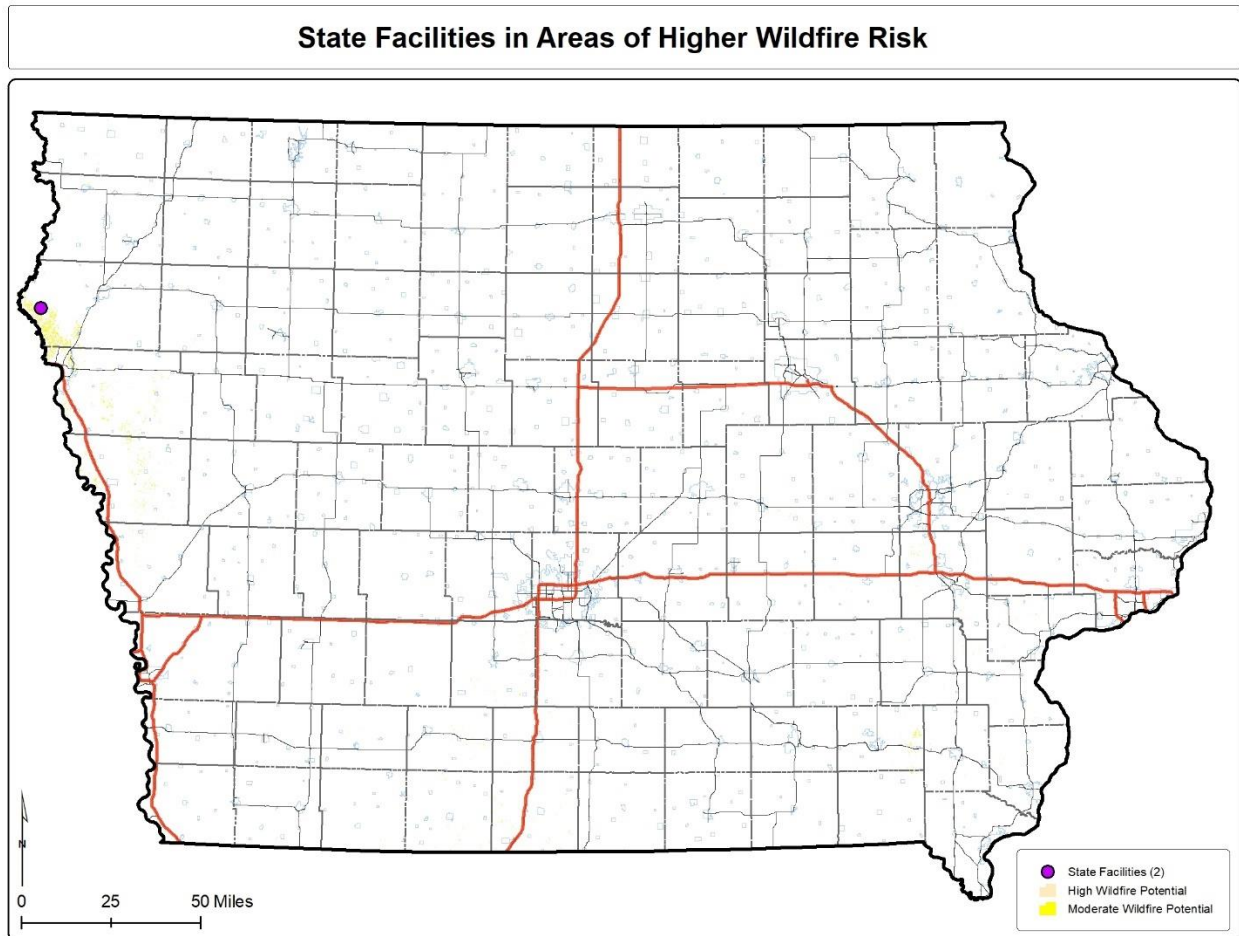 State Facilities in Areas of Higher Wildfire Risk
N
0 25 50 Miles
State Facilities (2)
High Wildfire Potential
Moderate Wildfire Potential